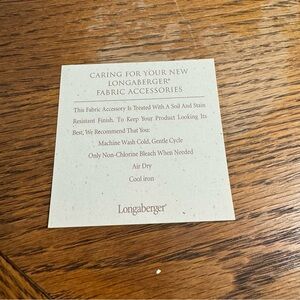 CARING FOR YOUR NEW
LONGABERGER®
FABRIC ACCESSORIES
This Fabric Accessory Is Treated With A Soil And Stain
Resistant Finish. To Keep Your Product Looking Its
Best, We Recommend That You:
Machine Wash Cold, Gentle Cycle
Only Non-Chlorine Bleach When Needed
Air Dry
Cool iron
Longaberger®